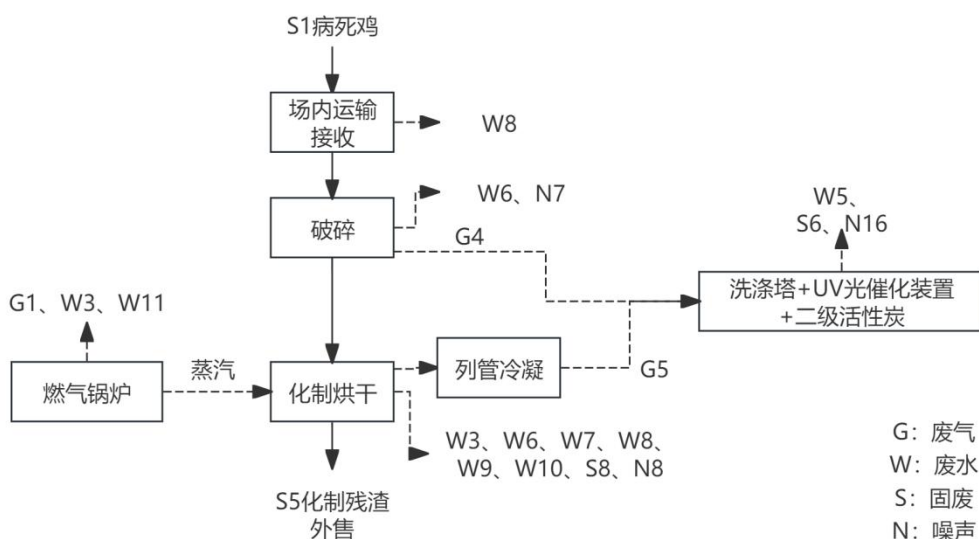 S1病死鸡
场内运输
接收
W8
破碎
W6、N7
G4
W5、
S6、N16
洗涤塔+UV光催化装置
+二级活性炭
G1、W3、W11
燃气锅炉
蒸汽
化制烘干
列管冷凝
G5
W3、W6、W7、W8、
W9、W10、S8、N8
S5化制残渣
外售
G：废气
W：废水
S：固废
N：噪声